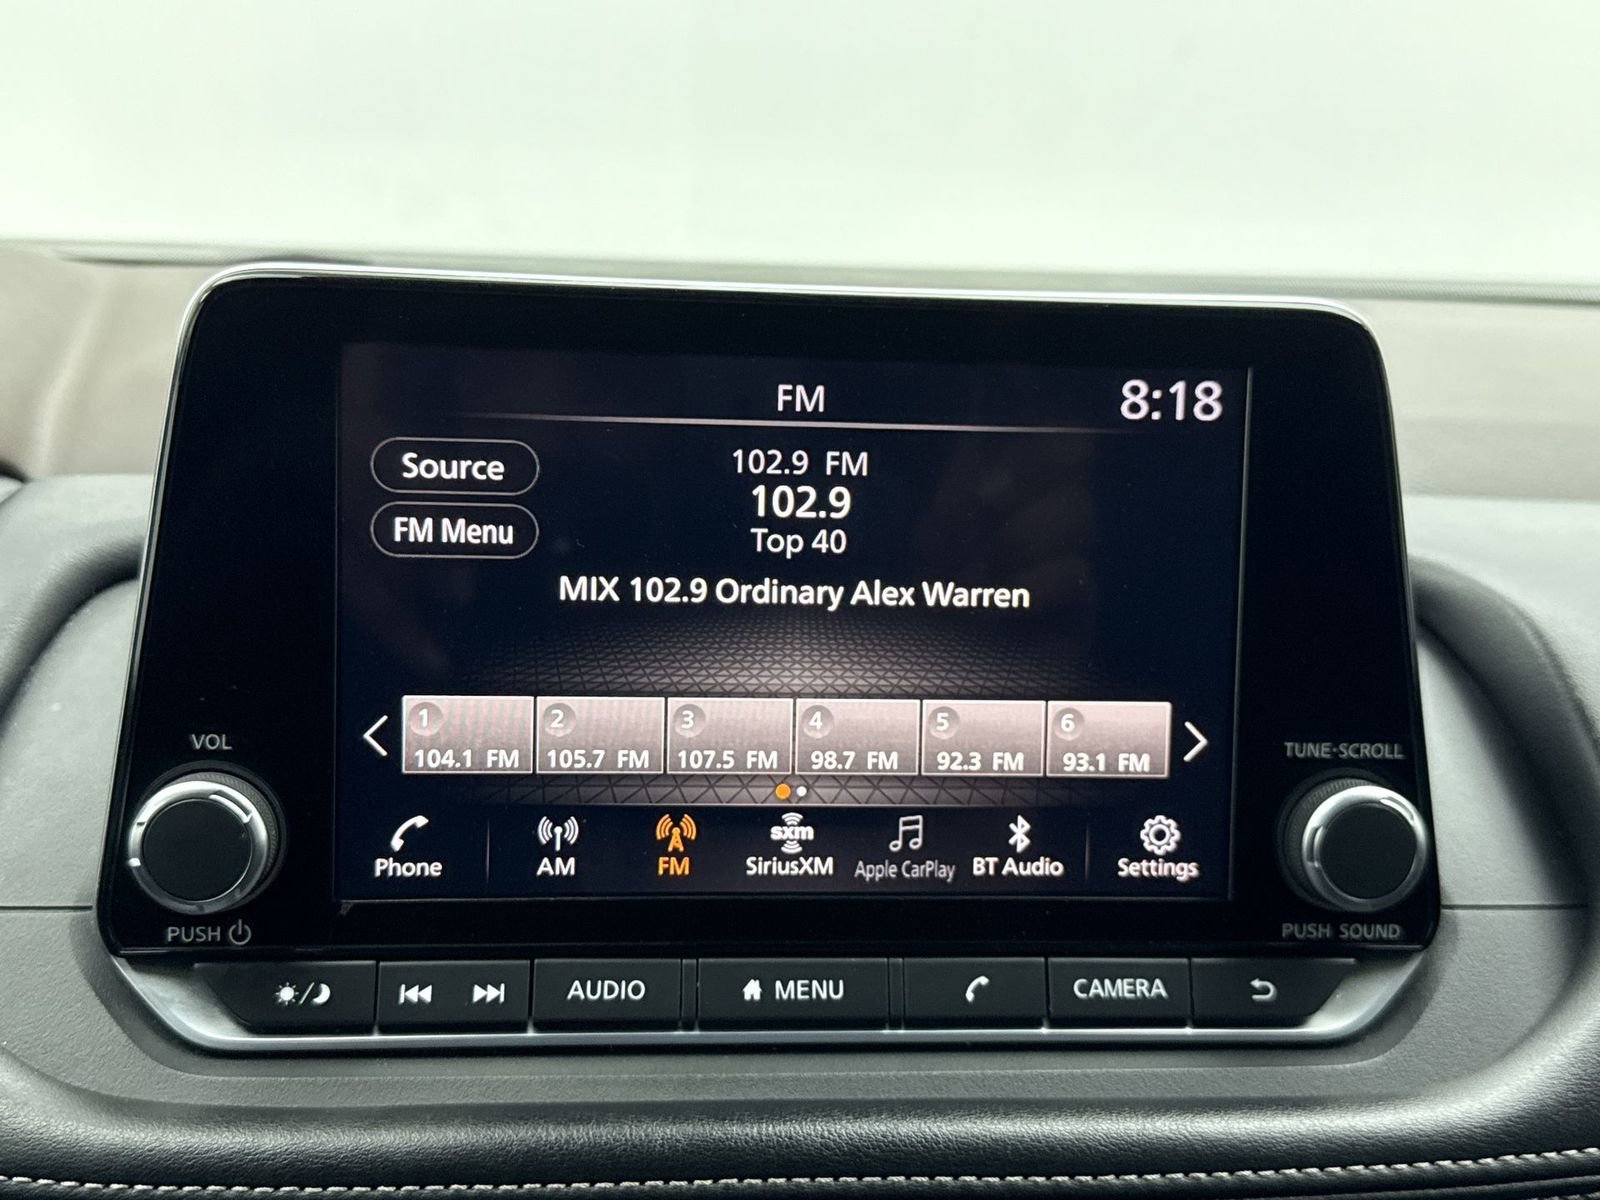 FM
8:18
Source
FM Menu
102.9 FM
102.9
Top 40
MIX 102.9 Ordinary Alex Warren
1 2 3 4 5 6
104.1 FM 105.7 FM 107.5 FM 98.7 FM 92.3 FM 93.1 FM
sxm
Phone AM FM SiriusXM Apple CarPlay BT Audio Settings
VOL
PUSH
TUNE·SCROLL
PUSH SOUND
AUDIO MENU CAMERA